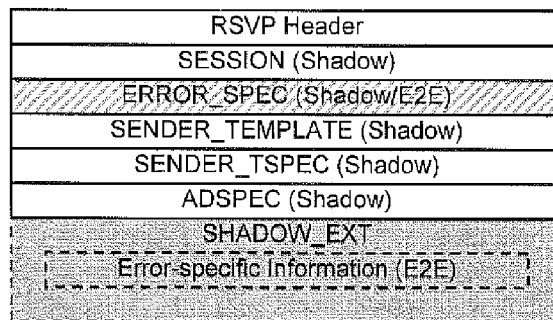 RSVP Header
SESSION (Shadow)
ERROR_SPEC (Shadow/E2E)
SENDER_TEMPLATE (Shadow)
SENDER_TSPEC (Shadow)
ADSPEC (Shadow)
SHADOW_EXT
Error-specific Information (E2E)